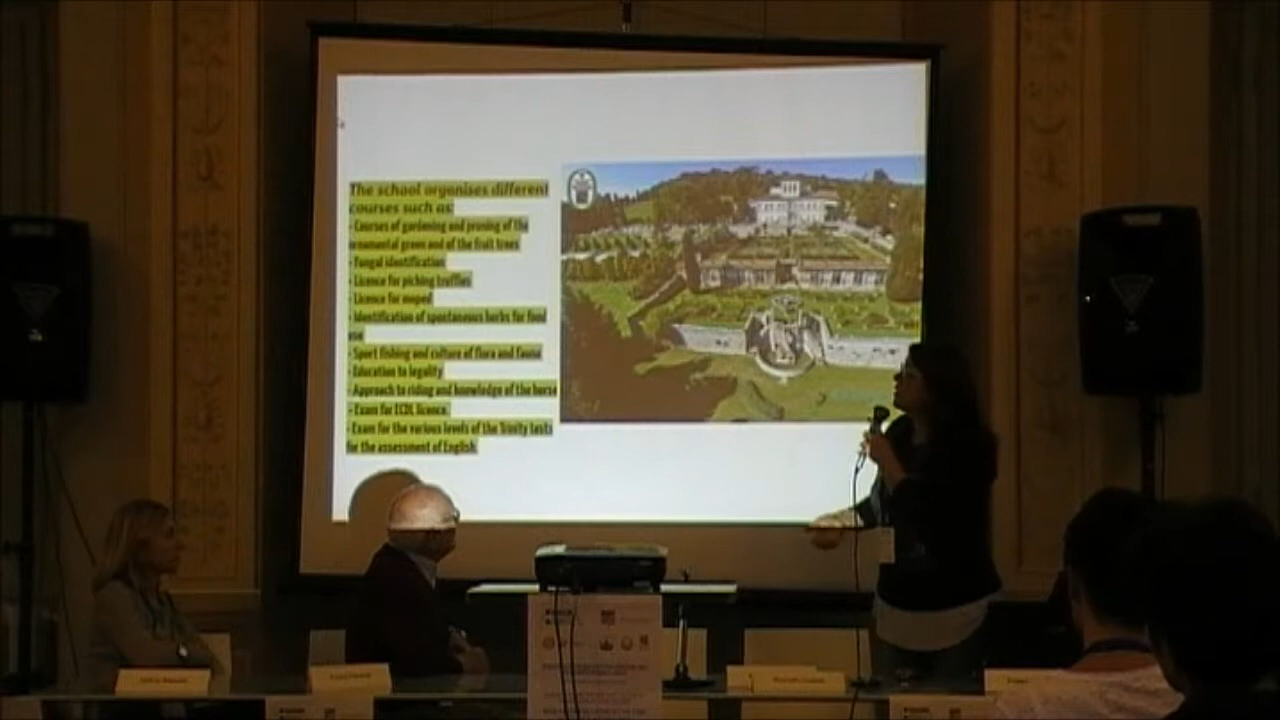 The school organises different
courses such as:
- Courses of gardening and pruning of the
ornamental green and of the fruit trees
- Fungal identification
- Licence for piching truffles
- Licence for moped
- Identification of spontaneous herbs for food
use
- Sport fishing and culture of flora and fauna
- Education to legality
- Approach to riding and knowledge of the horse
- Exam for ECDL licence.
- Exam for the various levels of the Trinity tests
for the assessment of English